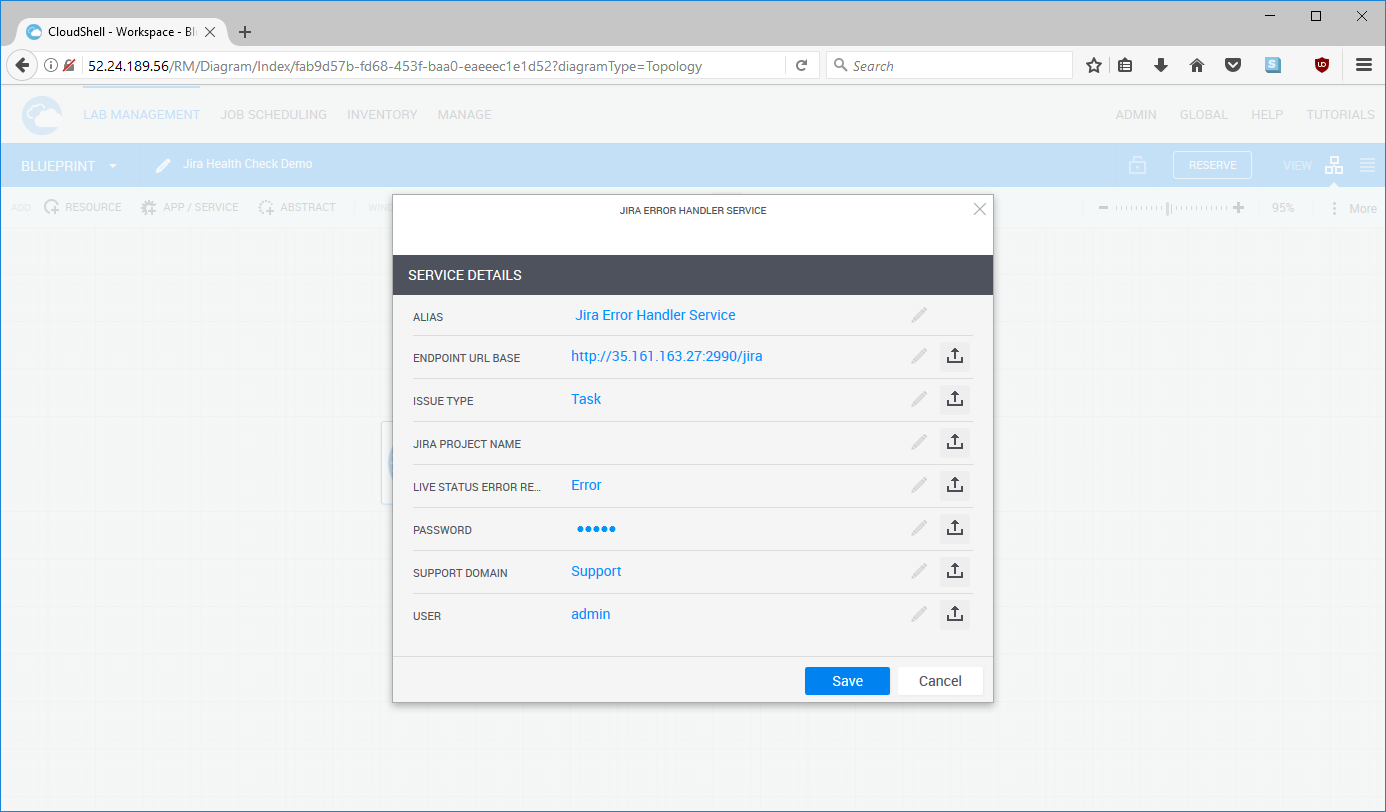 CloudShell - Workspace - Bl
52.24.189.56/RM/Diagram/Index/fab9d57b-fd68-453f-baa0-eaeeec1e1d52?diagramType=Topology
Search
LAB MANAGEMENT JOB SCHEDULING INVENTORY MANAGE ADMIN GLOBAL HELP TUTORIALS
BLUEPRINT Jira Health Check Demo RESERVE VIEW
ADD RESOURCE APP / SERVICE ABSTRACT WIN 95% More
JIRA ERROR HANDLER SERVICE
SERVICE DETAILS
ALIAS Jira Error Handler Service
ENDPOINT URL BASE http://35.161.163.27:2990/jira
ISSUE TYPE Task
JIRA PROJECT NAME
LIVE STATUS ERROR RE... Error
PASSWORD •••••
SUPPORT DOMAIN Support
USER admin
Save Cancel